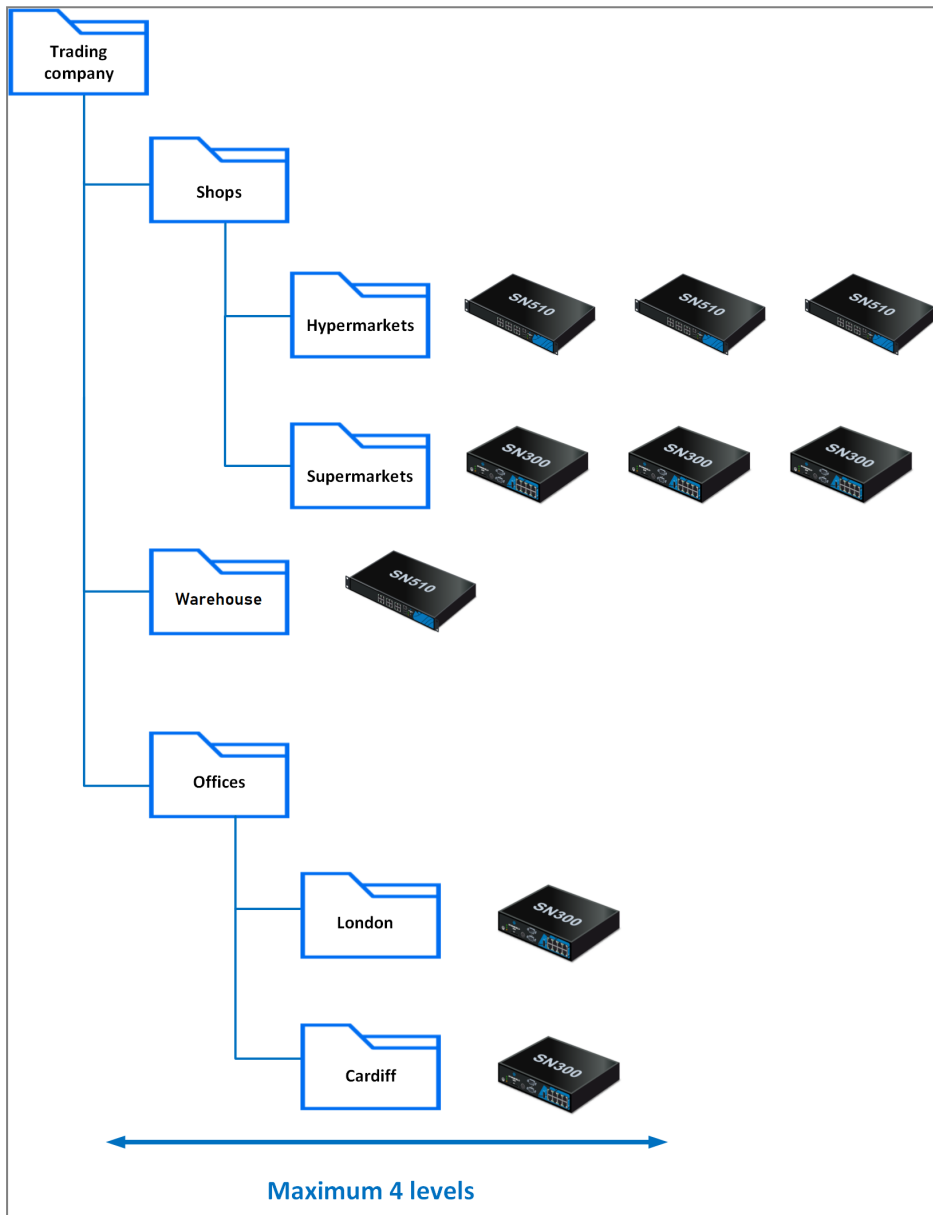 Trading
company
Shops
Hypermarkets
SN510
SN510
SN510
Supermarkets
SN300
SN300
SN300
Warehouse
SN510
Offices
London
SN300
Cardiff
SN300
Maximum 4 levels